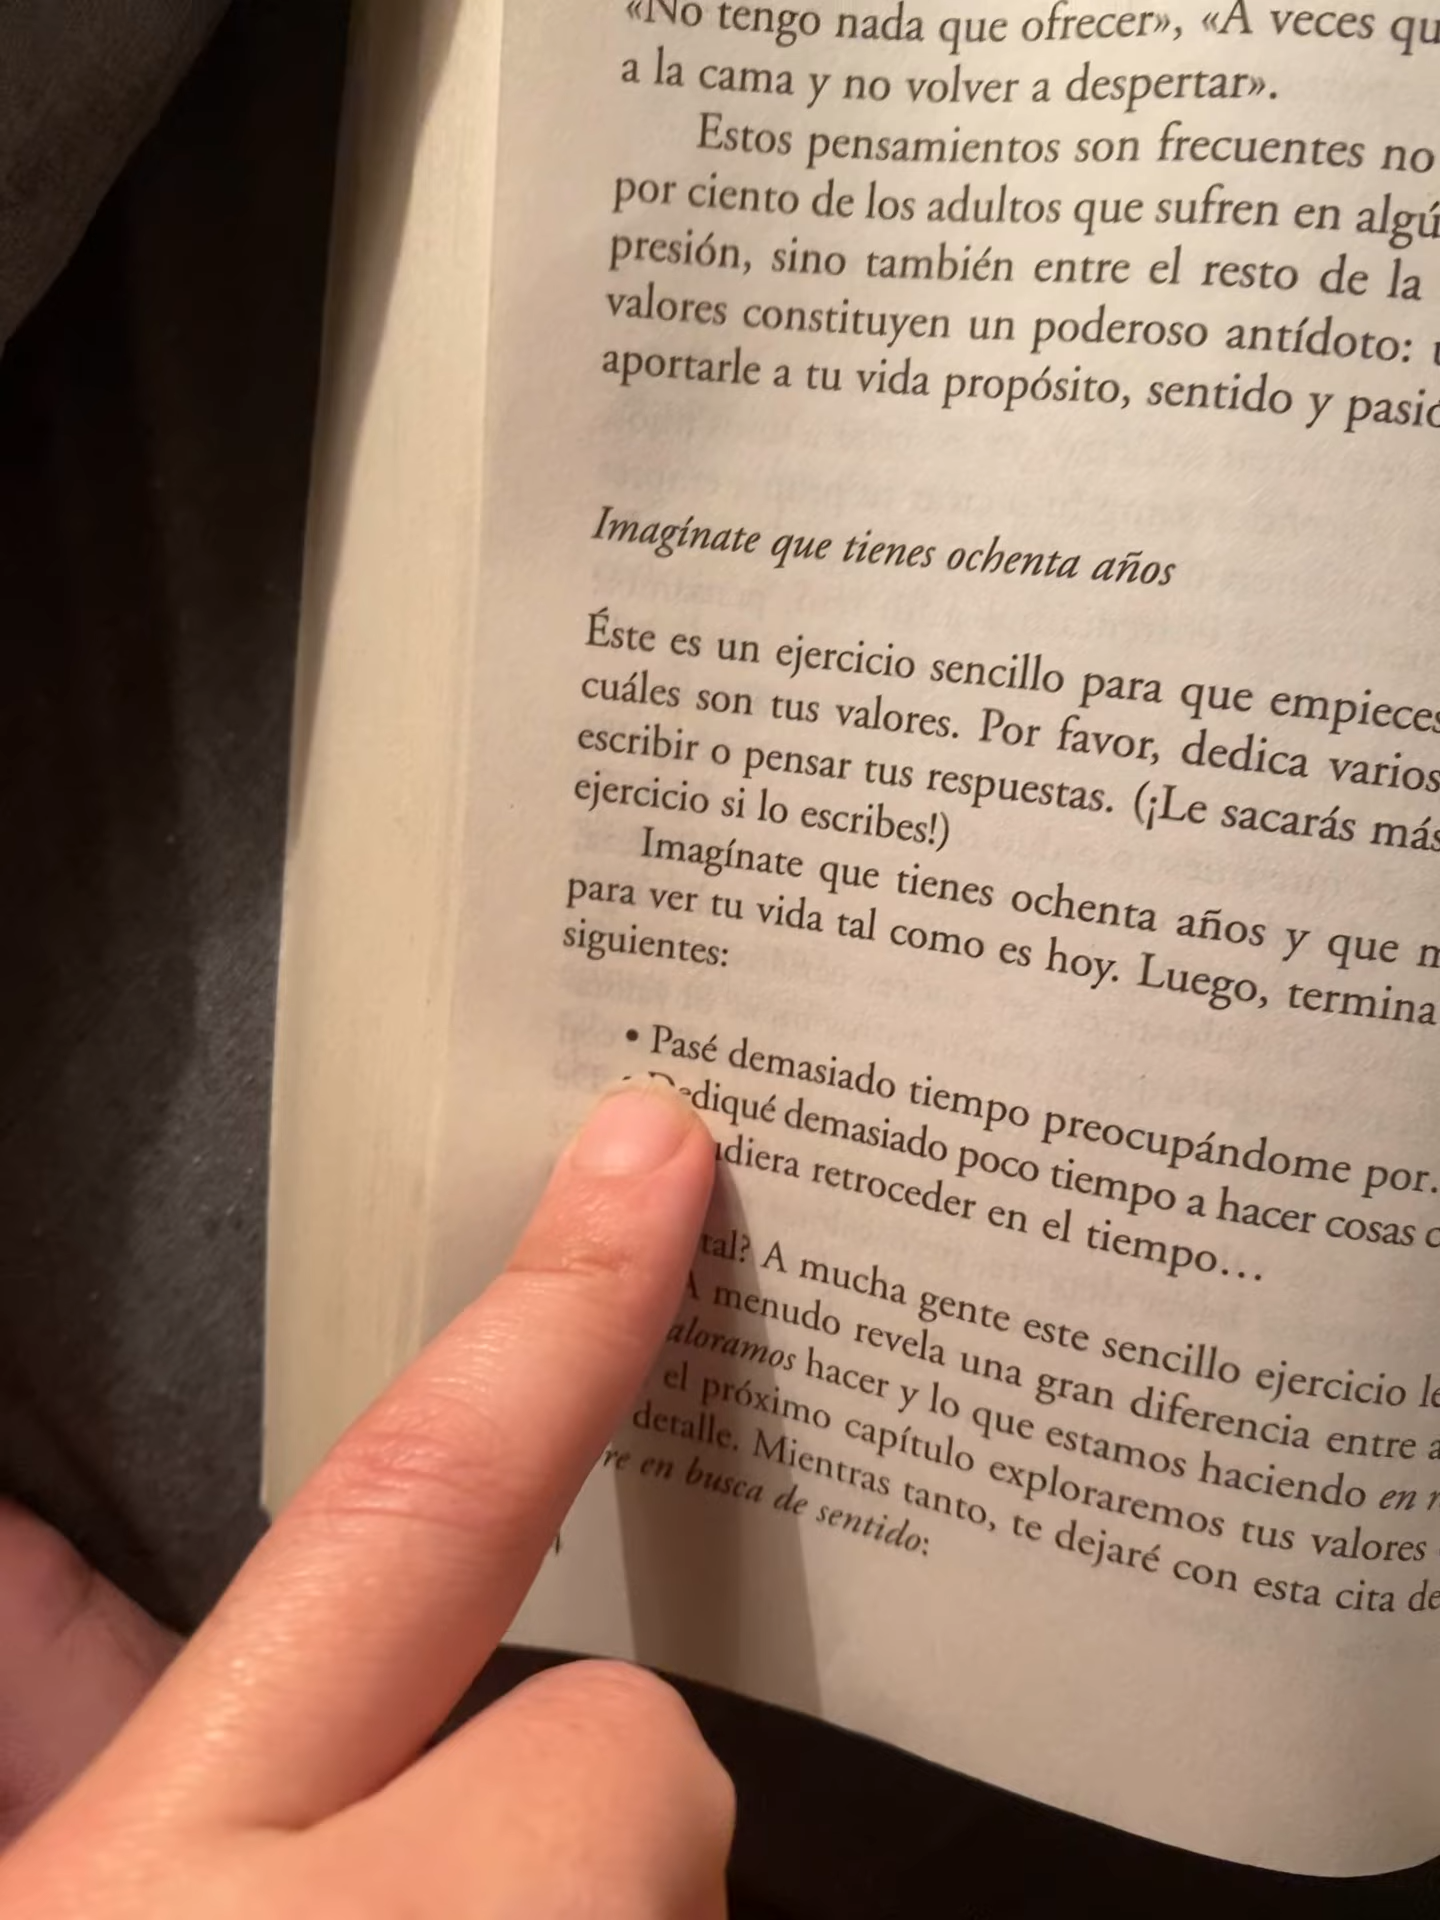 «No tengo nada que ofrecer», «A veces qu
a la cama y no volver a despertar».
Estos pensamientos son frecuentes no
por ciento de los adultos que sufren en algú
presión, sino también entre el resto de la
valores constituyen un poderoso antídoto:
aportarle a tu vida propósito, sentido y pasió
Imagínate que tienes ochenta años
Éste es un ejercicio sencillo para que empieces
cuáles son tus valores. Por favor, dedica varios
escribir o pensar tus respuestas. (¡Le sacarás más
ejercicio si lo escribes!)
Imagínate que tienes ochenta años y que m
para ver tu vida tal como es hoy. Luego, termina
siguientes:
• Pasé demasiado tiempo preocupándome por.
• Dediqué demasiado poco tiempo a hacer cosas c
udiera retroceder en el tiempo...
tal? A mucha gente este sencillo ejercicio le
A menudo revela una gran diferencia entre a
aloramos hacer y lo que estamos haciendo en r
el próximo capítulo exploraremos tus valores
detalle. Mientras tanto, te dejaré con esta cita de
re en busca de sentido: